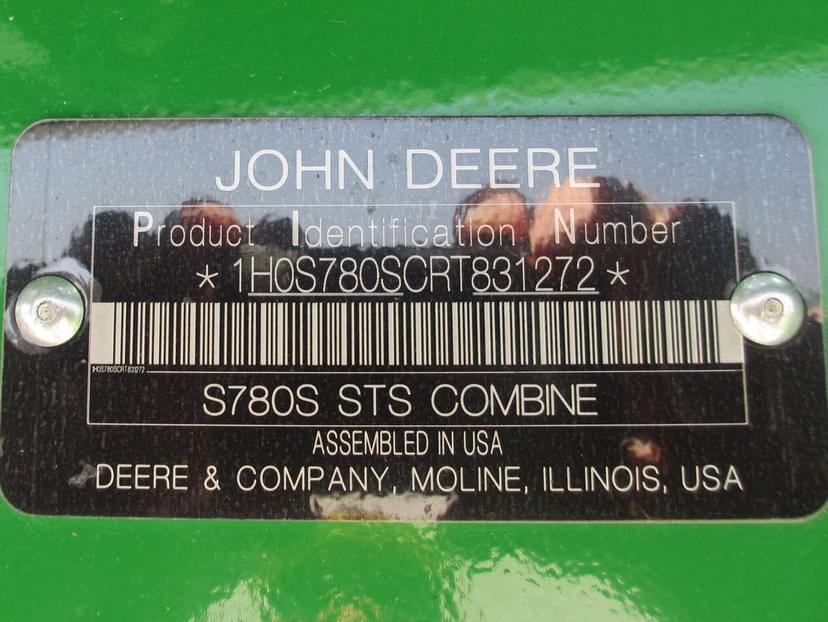 JOHN DEERE
Product Identification Number
*1H0S780SCRT831272*
1H0S780SCRT831272
S780S STS COMBINE
ASSEMBLED IN USA
DEERE & COMPANY, MOLINE, ILLINOIS, USA